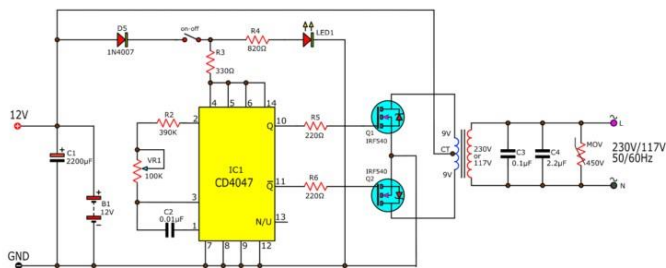 D5
1N4007
on-off
R4
820Ω
LED1
R3
330Ω
12V
C1
2200µF
B1
12V
R2
390K
VR1
100K
C2
0.01µF
4
5
6
14
2
3
1
IC1
CD4047
Q
10
Q̅
11
N/U
13
7
8
9
12
R5
220Ω
R6
220Ω
Q1
IRF540
IRF540
Q2
9V
CT
9V
230V
or
117V
C3
0.1µF
C4
2.2µF
MOV
450V
L
230V/117V
50/60Hz
N
GND